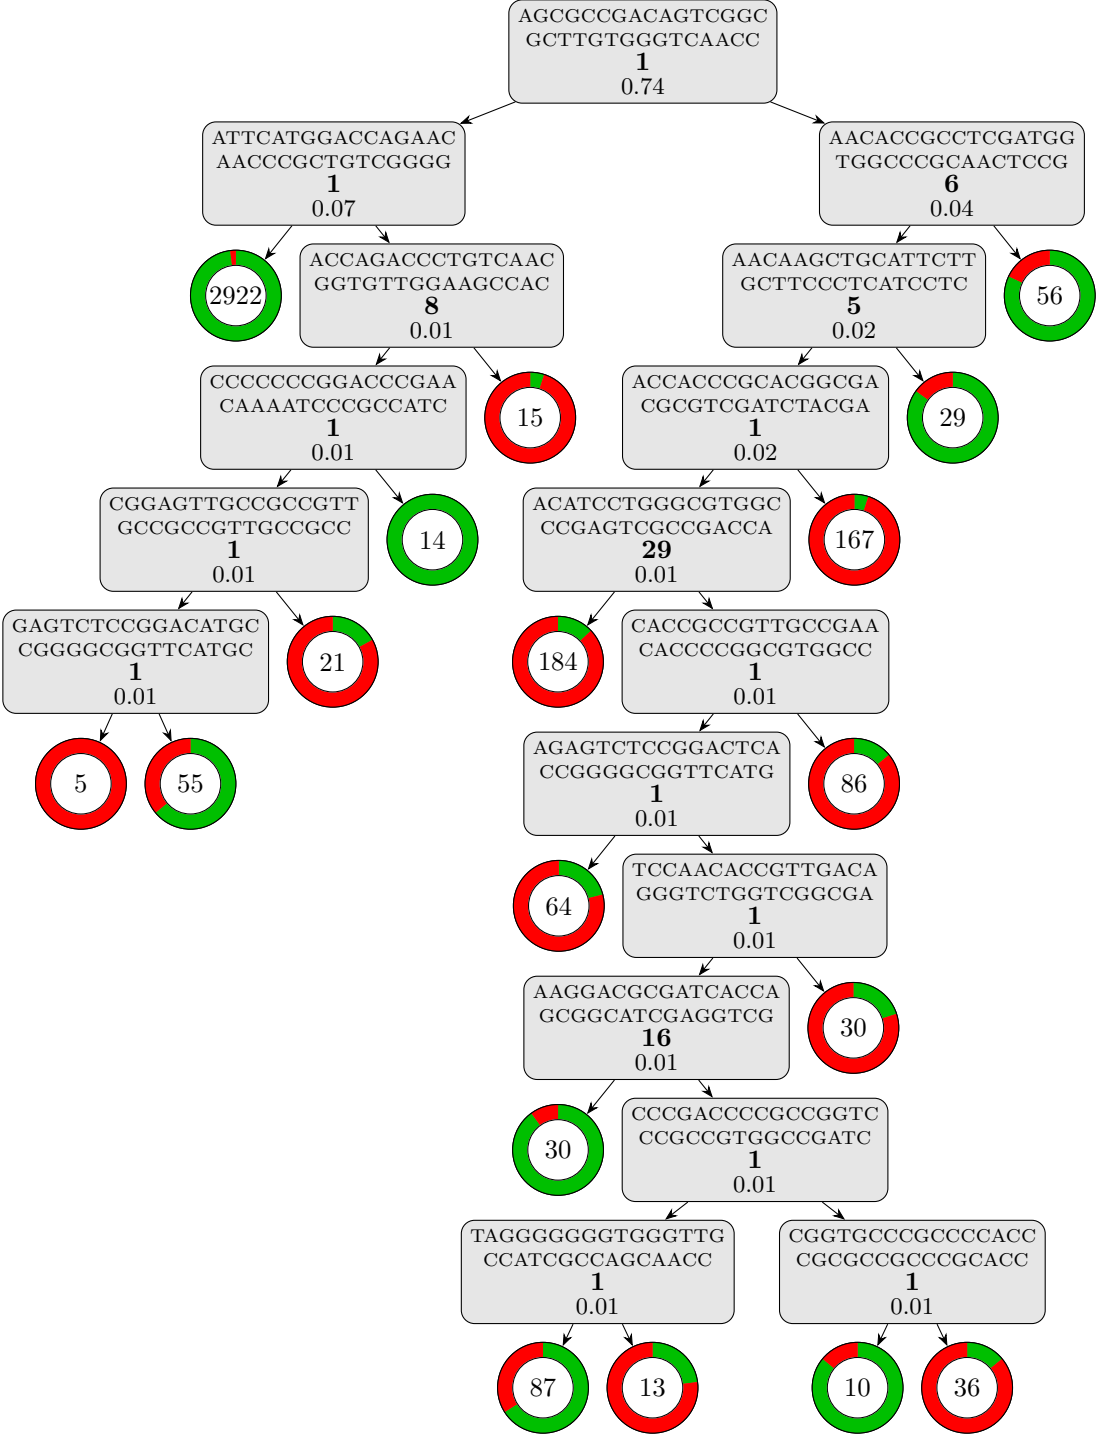 AGCGCCGACAGTCGGC
GCTTGTGGGTCAACC
1
0.74
ATTCATGGACCAGAAC
AACCCGCTGTCGGGG
1
0.07
AACACCGCCTCGATGG
TGGCCCGCAACTCCG
6
0.04
2922
ACCAGACCCTGTCAAC
GGTGTTGGAAGCCAC
8
0.01
AACAAGCTGCATTCTT
GCTTCCCTCATCCTC
5
0.02
56
CCCCCCCGGACCCGAA
CAAAATCCCGCCATC
1
0.01
15
ACCACCCGCACGGCGA
CGCGTCGATCTACGA
1
0.02
29
CGGAGTTGCCGCCGTT
GCCGCCGTTGCCGCC
1
0.01
14
ACATCCTGGGCGTGGC
CCGAGTCGCCGACCA
29
0.01
167
GAGTCTCCGGACATGC
CGGGGCGGTTCATGC
1
0.01
21
184
CACCGCCGTTGCCGAA
CACCCCGGCGTGGCC
1
0.01
5
55
AGAGTCTCCGGACTCA
CCGGGGCGGTTCATG
1
0.01
86
64
TCCAACACCGTTGACA
GGGTCTGGTCGGCGA
1
0.01
AAGGACGCGATCACCA
GCGGCATCGAGGTCG
16
0.01
30
30
CCCGACCCCGCCGGTC
CCGCCGTGGCCGATC
1
0.01
TAGGGGGGGTGGGTTG
CCATCGCCAGCAACC
1
0.01
CGGTGCCCGCCCCACC
CGCGCCGCCCGCACC
1
0.01
87
13
10
36